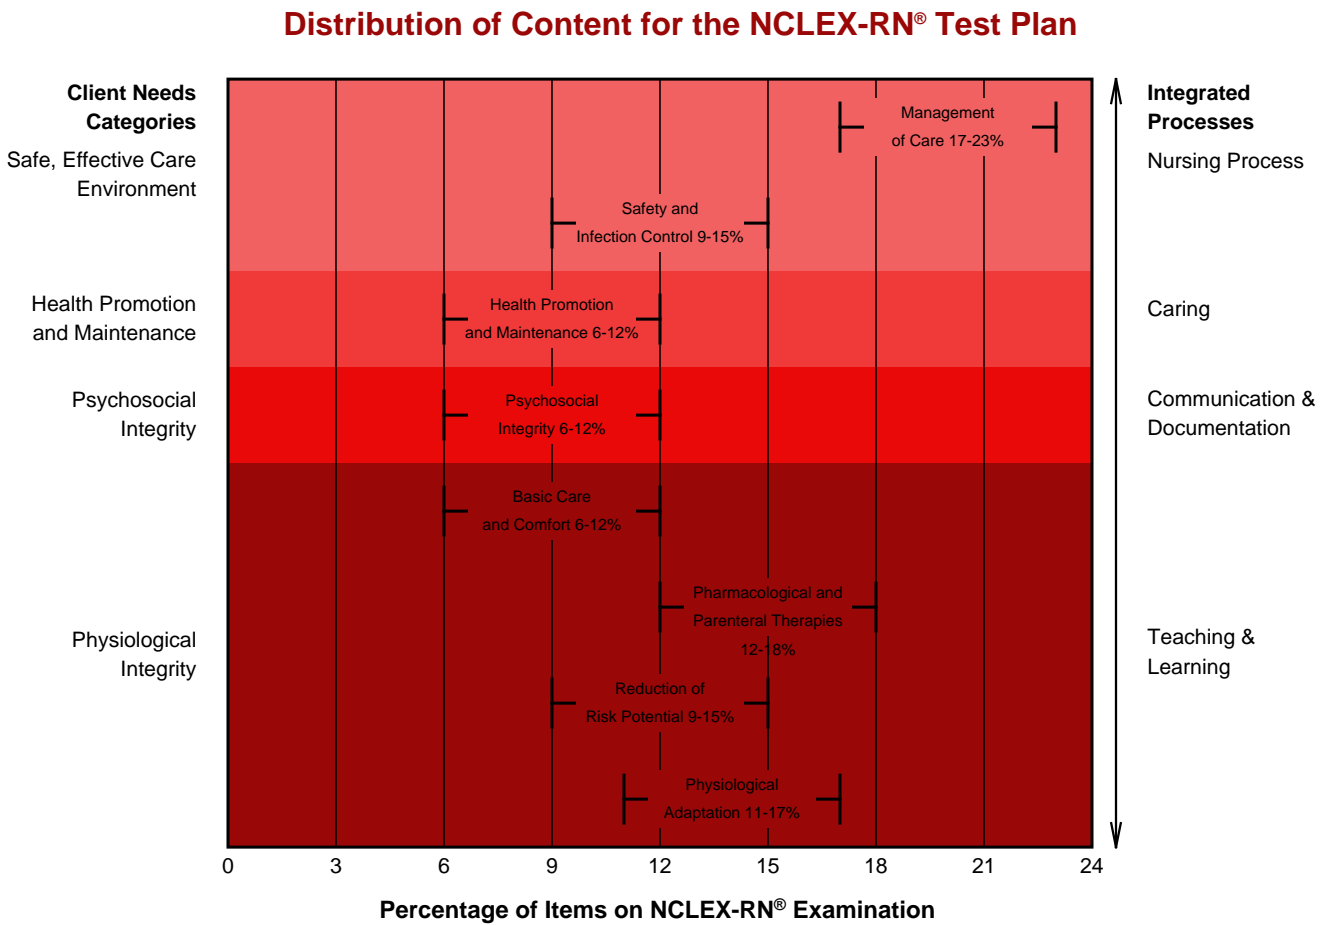 Distribution of Content for the NCLEX-RN® Test Plan
Client Needs
Categories
Safe, Effective Care
Environment
Health Promotion
and Maintenance
Psychosocial
Integrity
Physiological
Integrity
Management
of Care 17-23%
Safety and
Infection Control 9-15%
Health Promotion
and Maintenance 6-12%
Psychosocial
Integrity 6-12%
Basic Care
and Comfort 6-12%
Pharmacological and
Parenteral Therapies
12-18%
Reduction of
Risk Potential 9-15%
Physiological
Adaptation 11-17%
Integrated
Processes
Nursing Process
Caring
Communication &
Documentation
Teaching &
Learning
0 3 6 9 12 15 18 21 24
Percentage of Items on NCLEX-RN® Examination